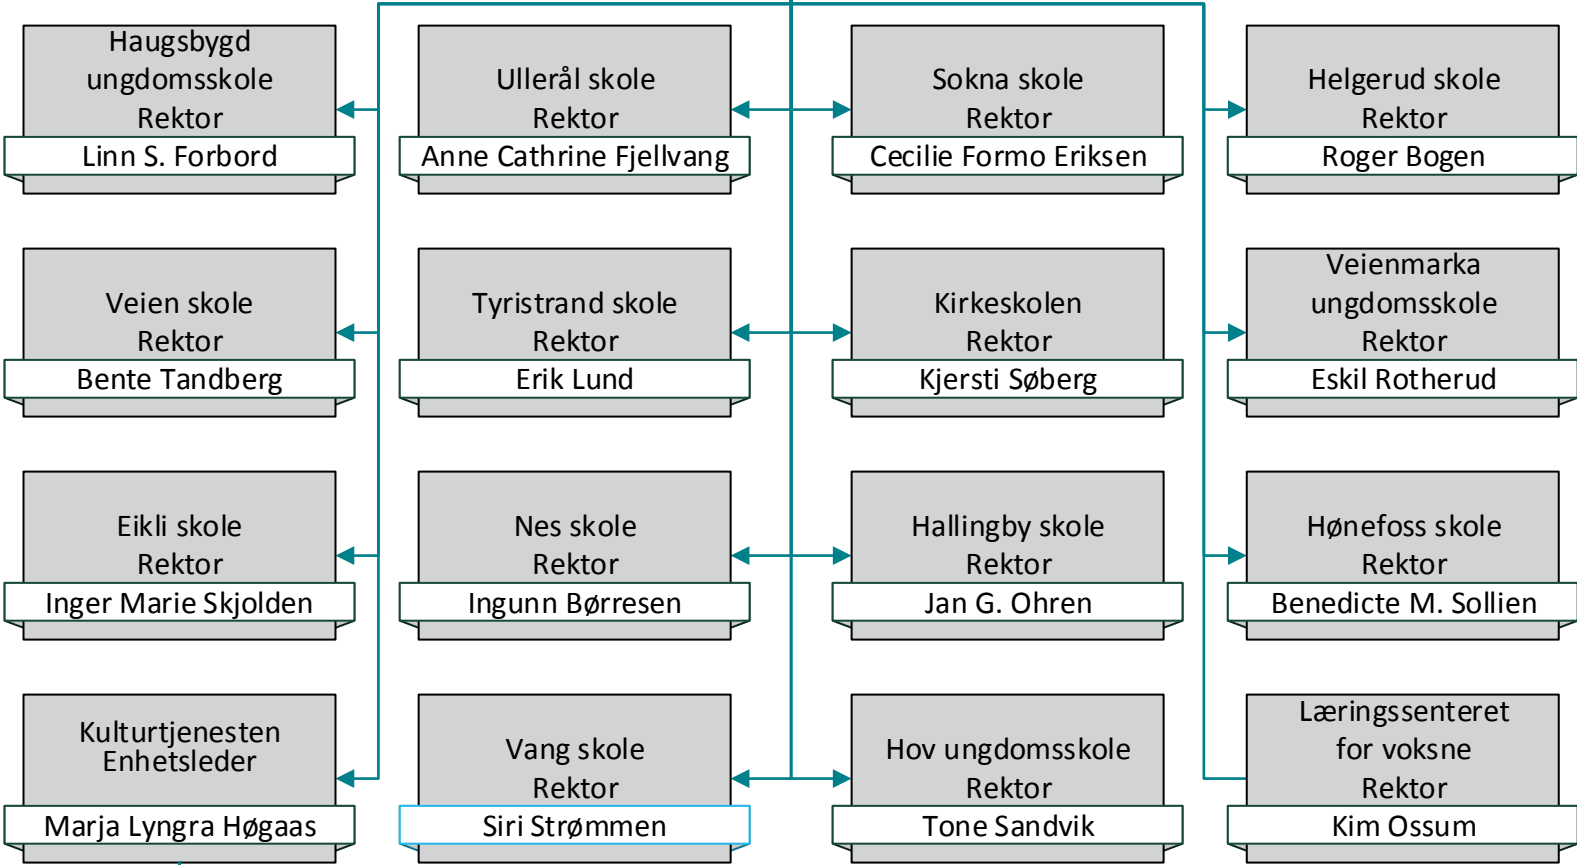 Haugsbygd
ungdomsskole
Rektor
Linn S. Forbord
Ullerål skole
Rektor
Anne Cathrine Fjellvang
Sokna skole
Rektor
Cecilie Formo Eriksen
Helgerud skole
Rektor
Roger Bogen
Veien skole
Rektor
Bente Tandberg
Tyristrand skole
Rektor
Erik Lund
Kirkeskolen
Rektor
Kjersti Søberg
Veienmarka
ungdomsskole
Rektor
Eskil Rotherud
Eikli skole
Rektor
Inger Marie Skjolden
Nes skole
Rektor
Ingunn Børresen
Hallingby skole
Rektor
Jan G. Ohren
Hønefoss skole
Rektor
Benedicte M. Sollien
Kulturtjenesten
Enhetsleder
Marja Lyngra Høgaas
Vang skole
Rektor
Siri Strømmen
Hov ungdomsskole
Rektor
Tone Sandvik
Læringssenteret
for voksne
Rektor
Kim Ossum